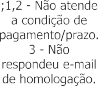 ;1,2 - Não atende
a condição de
pagamento/prazo.
3 - Não
respondeu e-mail
de homologação.